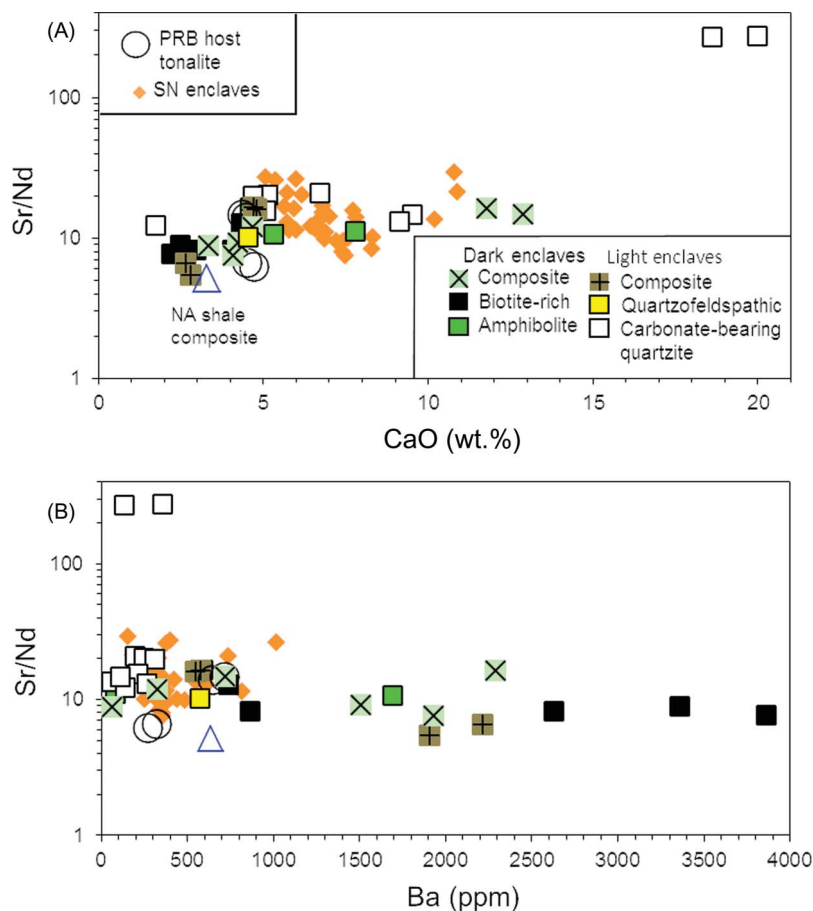 (A)
PRB host
tonalite
SN enclaves
100
10
1
Sr/Nd
NA shale
composite
Dark enclaves
Composite
Biotite-rich
Amphibolite
Light enclaves
Composite
Quartzofeldspathic
Carbonate-bearing
quartzite
0 5 10 15 20
CaO (wt.%)
(B)
100
10
1
Sr/Nd
0 500 1000 1500 2000 2500 3000 3500 4000
Ba (ppm)